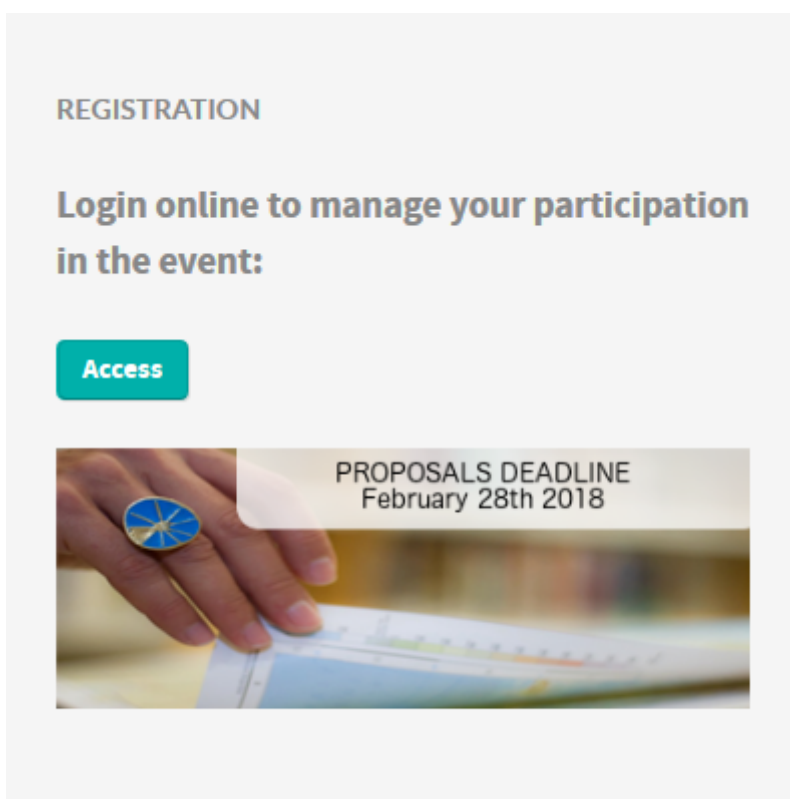 REGISTRATION
Login online to manage your participation
in the event:
Access
PROPOSALS DEADLINE
February 28th 2018